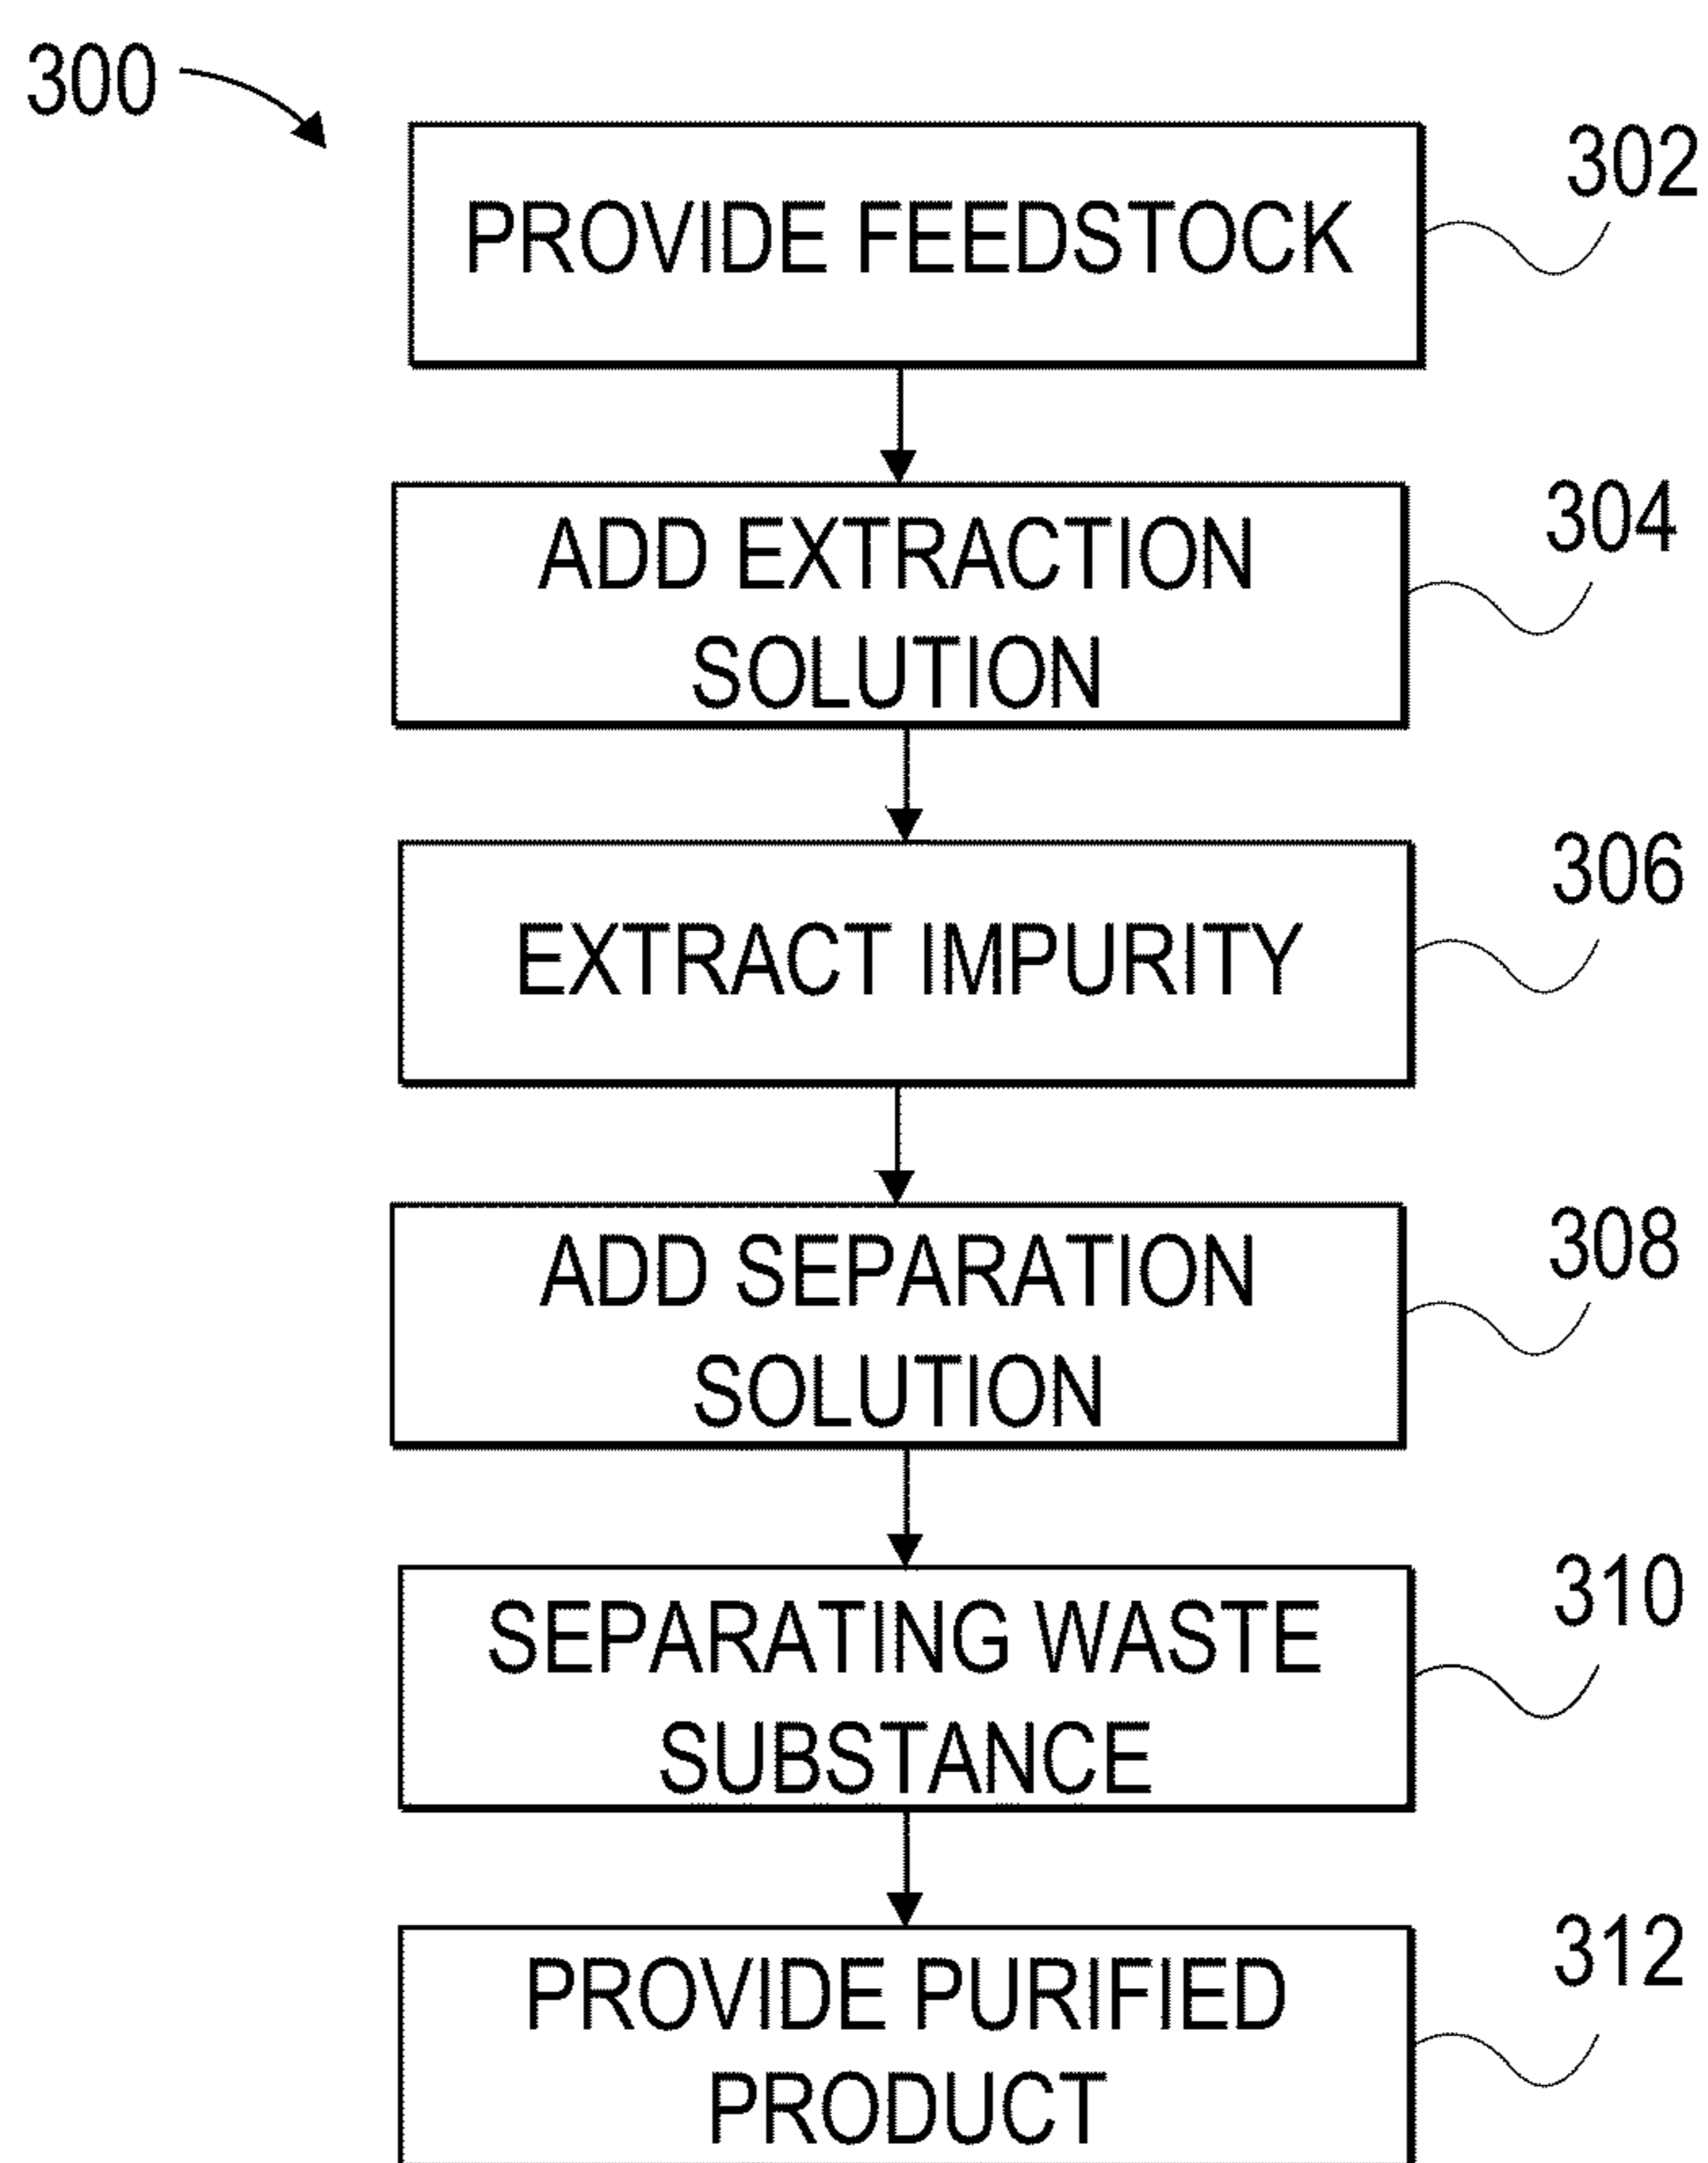 300
302
PROVIDE FEEDSTOCK
304
ADD EXTRACTION
SOLUTION
306
EXTRACT IMPURITY
308
ADD SEPARATION
SOLUTION
310
SEPARATING WASTE
SUBSTANCE
312
PROVIDE PURIFIED
PRODUCT